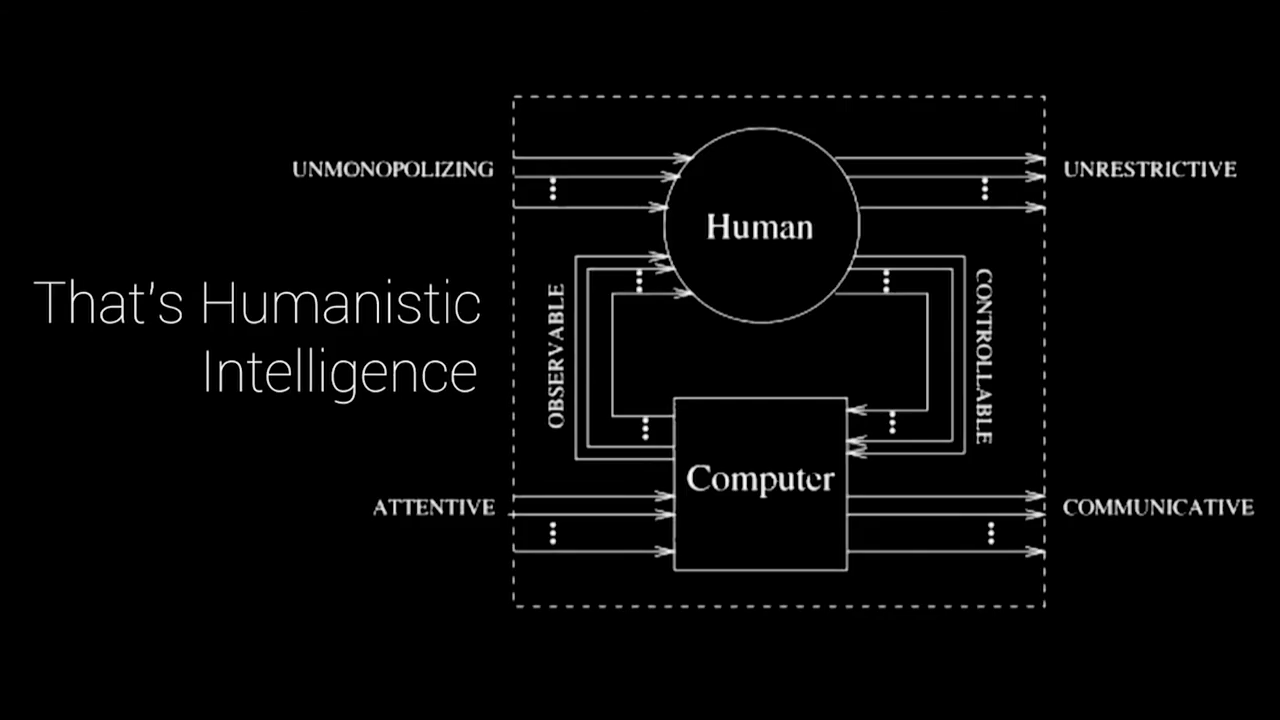 UNMONOPOLIZING
UNRESTRICTIVE
Human
That's Humanistic
Intelligence
OBSERVABLE
CONTROLLABLE
Computer
ATTENTIVE
COMMUNICATIVE